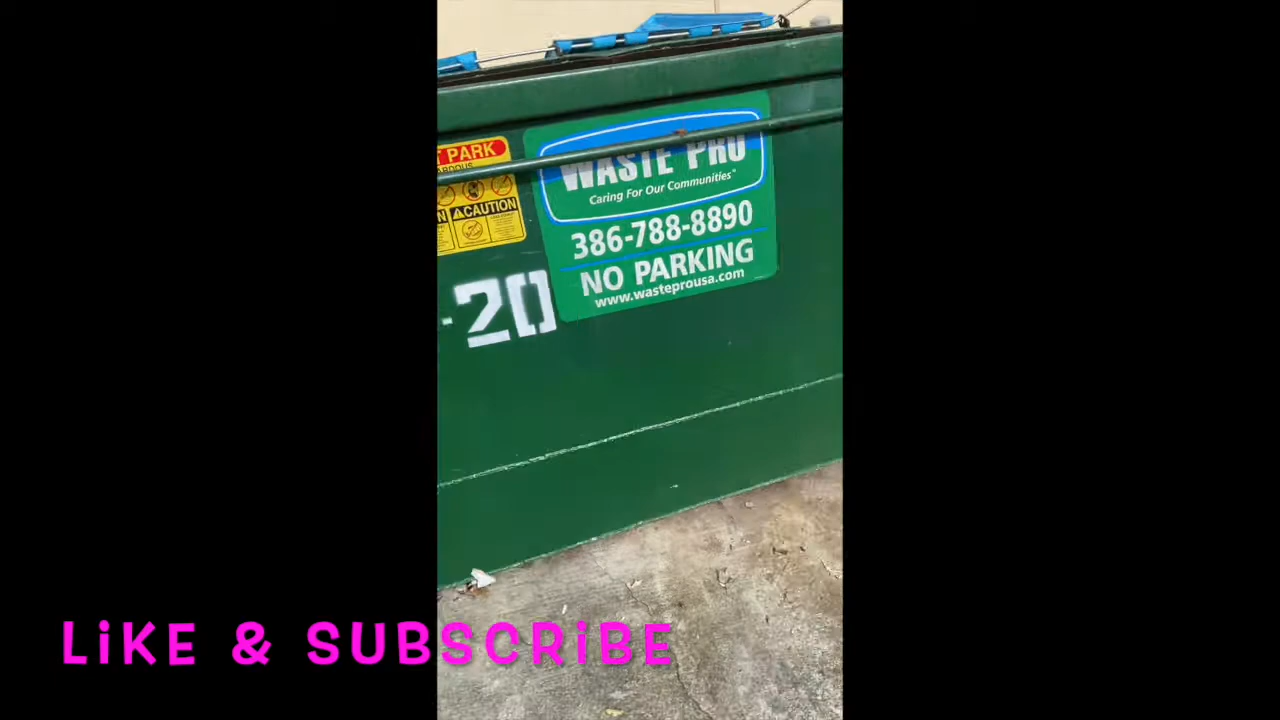 T PARK
WASTE PRO
Caring For Our Communities
386-788-8890
NO PARKING
www.wasteprousa.com
CAUTION
-20
LiKE & SUBSCRiBE